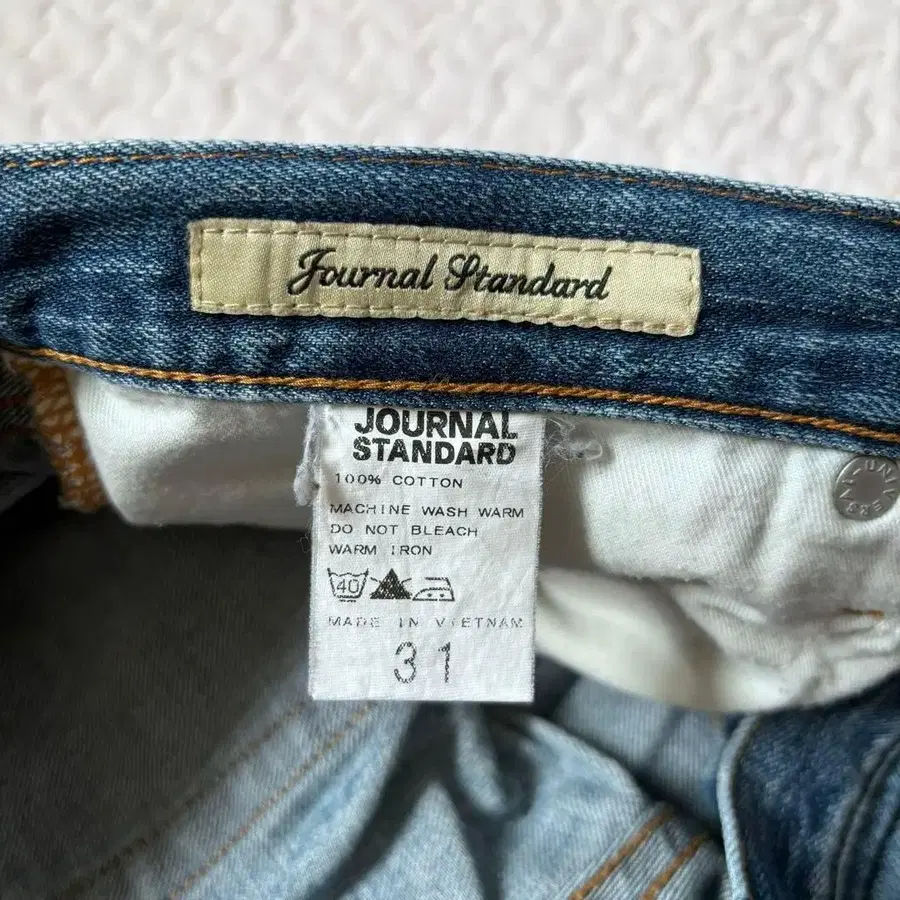 Journal Standard
JOURNAL
STANDARD
100% COTTON
MACHINE WASH WARM
DO NOT BLEACH
WARM IRON
40
MADE IN VIETNAM
31
UNIVERS